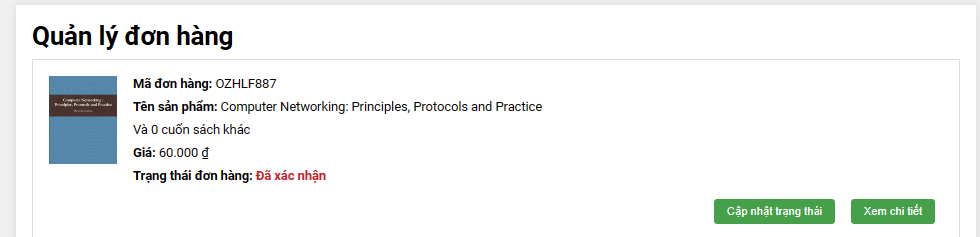 Quản lý đơn hàng
Computer Networking :
Principles, Protocols and Practice
Mã đơn hàng: OZHLF887
Tên sản phẩm: Computer Networking: Principles, Protocols and Practice
Và 0 cuốn sách khác
Giá: 60.000 ₫
Trạng thái đơn hàng: Đã xác nhận
Cập nhật trạng thái
Xem chi tiết